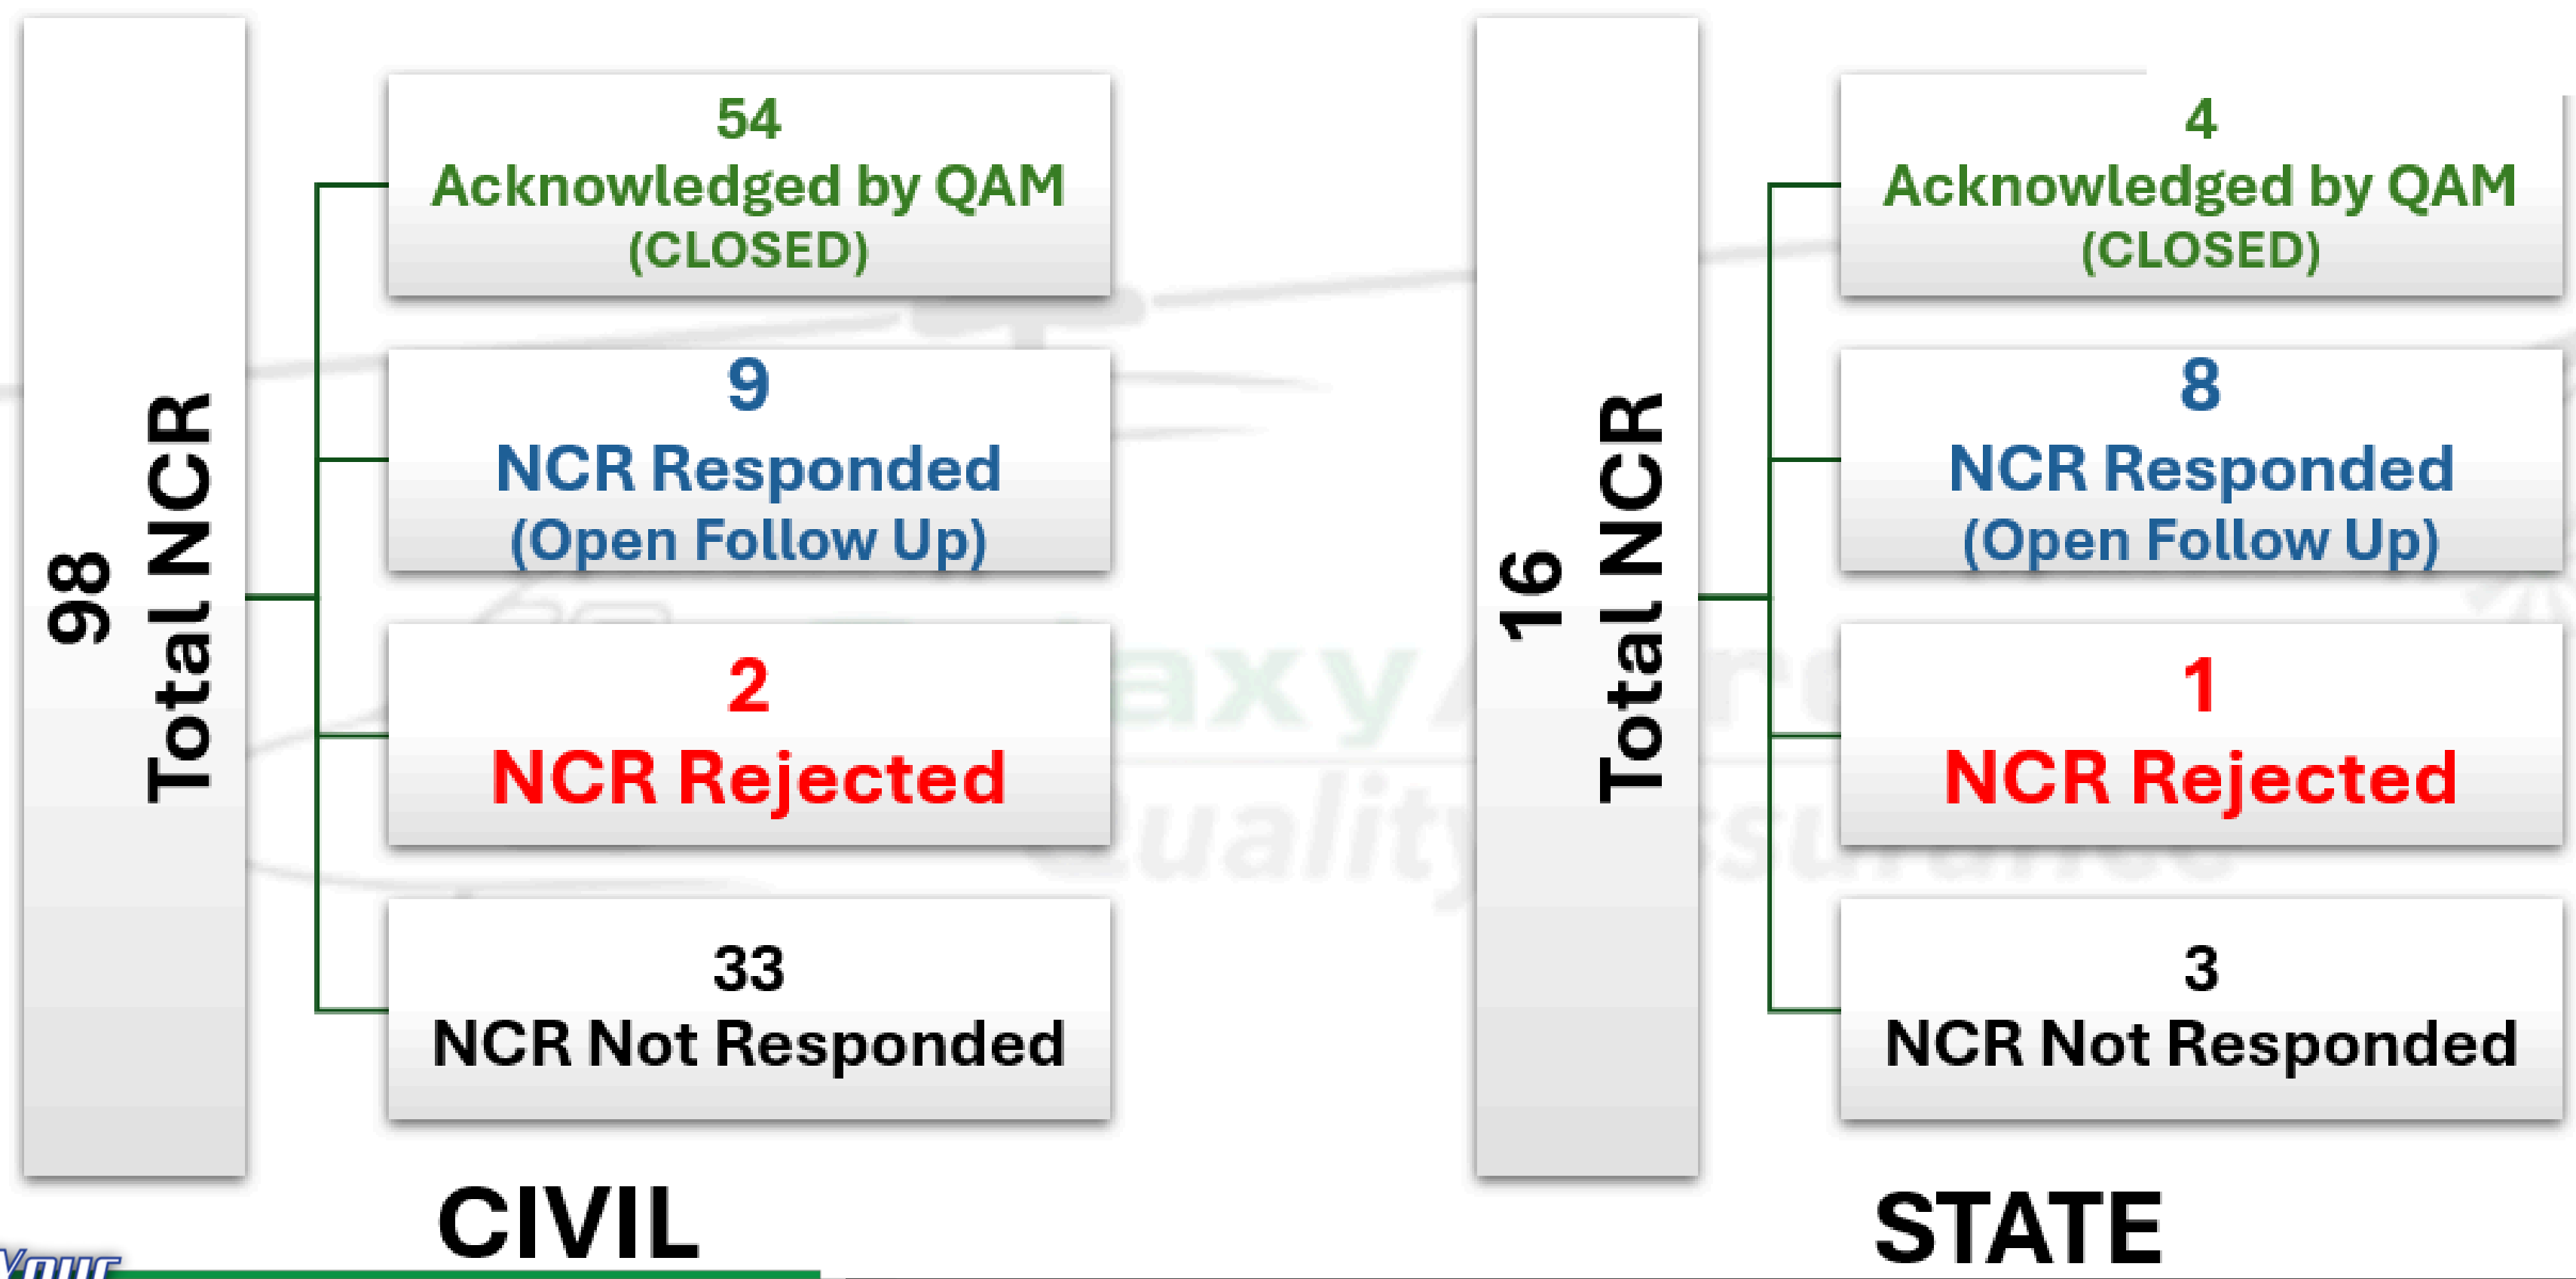 98
Total NCR
54
Acknowledged by QAM
(CLOSED)
9
NCR Responded
(Open Follow Up)
2
NCR Rejected
33
NCR Not Responded
CIVIL
16
Total NCR
4
Acknowledged by QAM
(CLOSED)
8
NCR Responded
(Open Follow Up)
1
NCR Rejected
3
NCR Not Responded
STATE
Your